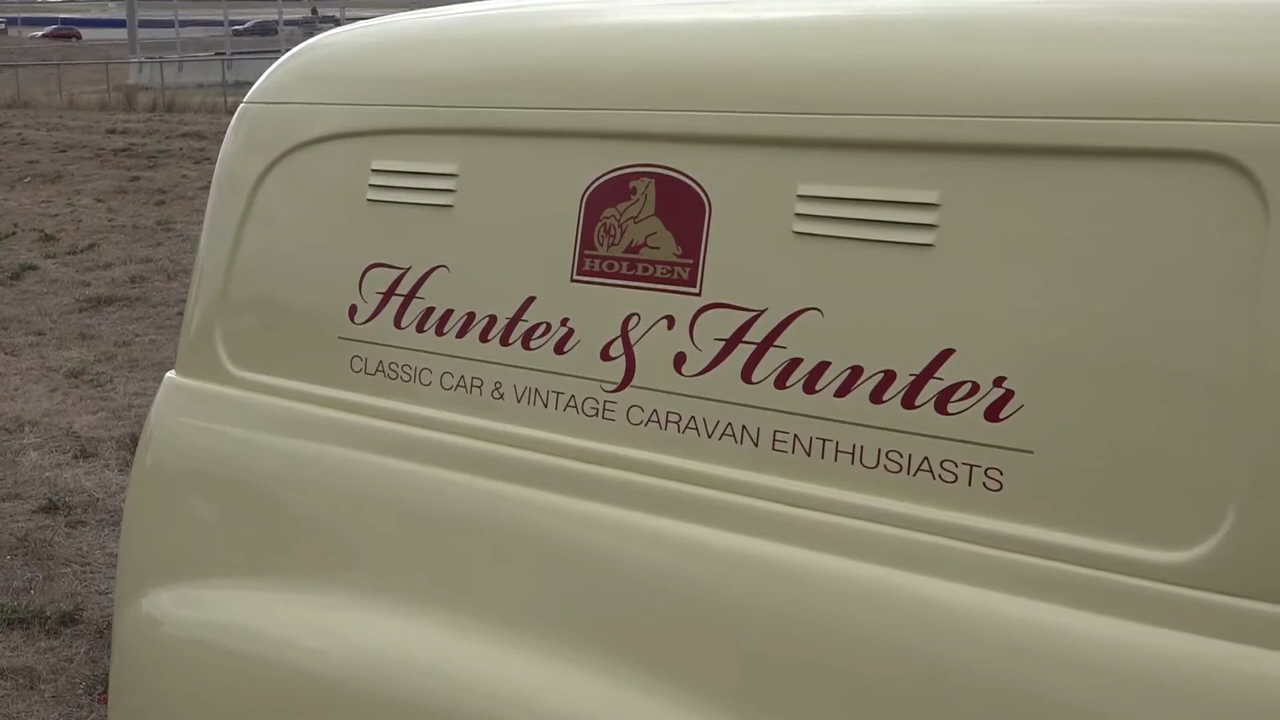 HOLDEN
Hunter & Hunter
CLASSIC CAR & VINTAGE CARAVAN ENTHUSIASTS